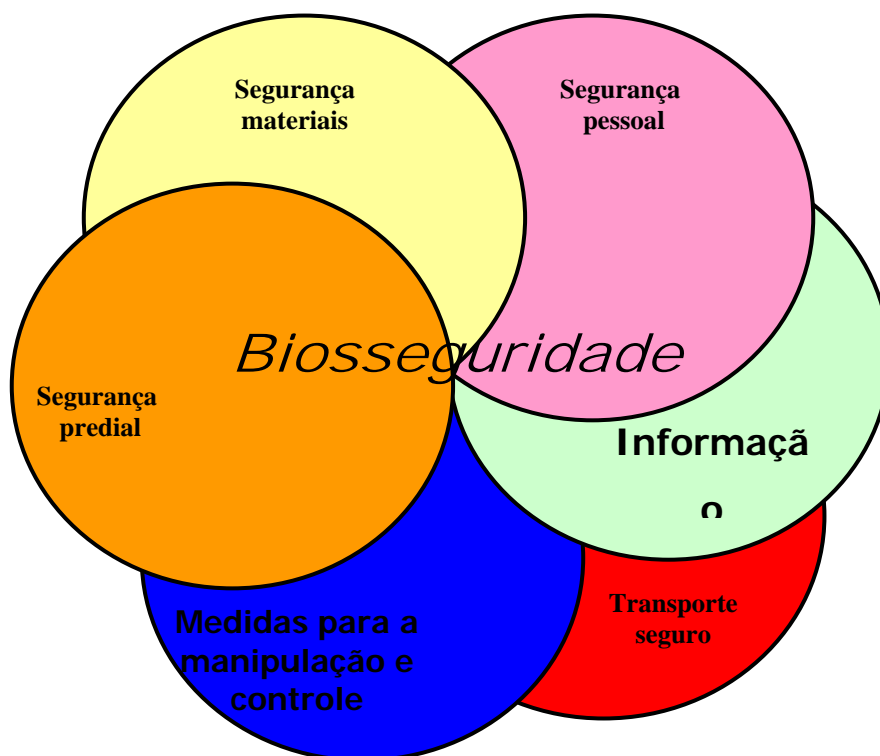 Segurança
materiais
Segurança
pessoal
Biosseguridade
Segurança
predial
Informaçã
o
Transporte
seguro
Medidas para a
manipulação e
controle